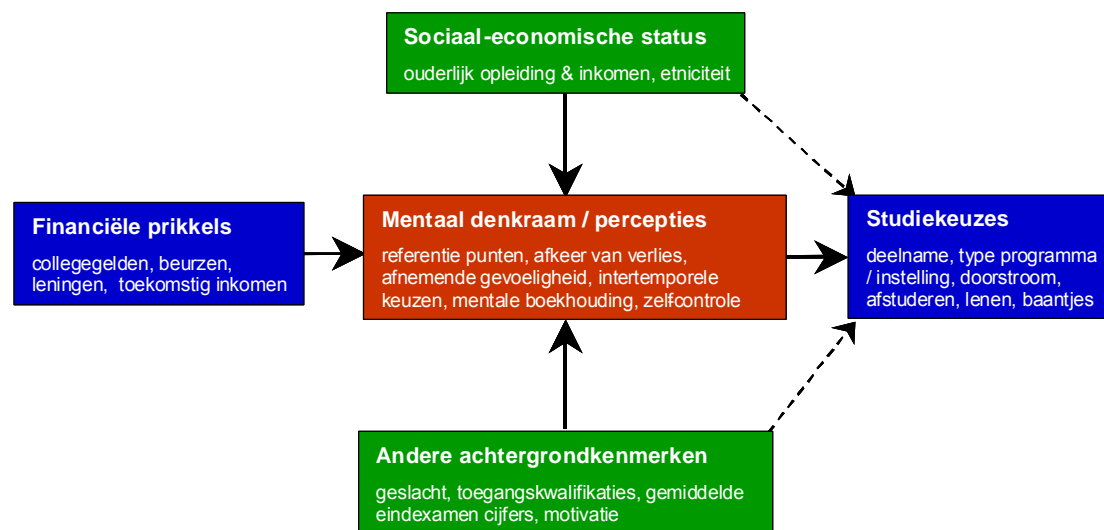 Sociaal-economische status
ouderlijk opleiding & inkomen, etniciteit
Financiële prikkels
collegegelden, beurzen,
leningen, toekomstig inkomen
Mentaal denkraam / percepties
referentie punten, afkeer van verlies,
afnemende gevoeligheid, intertemporele
keuzen, mentale boekhouding, zelfcontrole
Studiekeuzes
deelname, type programma
/ instelling, doorstroom,
afstuderen, lenen, baantjes
Andere achtergrondkenmerken
geslacht, toegangskwalifikaties, gemiddelde
eindexamen cijfers, motivatie